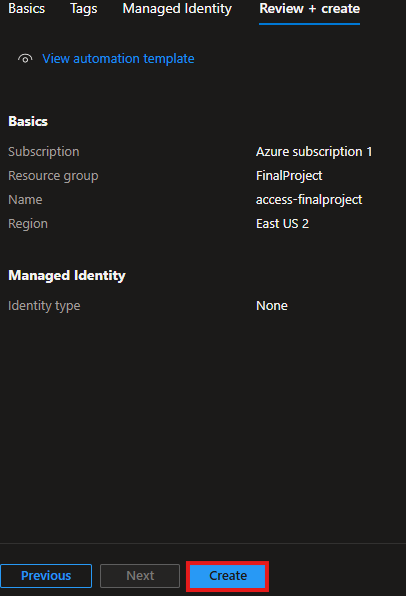 Basics Tags Managed Identity Review + create
View automation template
Basics
Subscription Azure subscription 1
Resource group FinalProject
Name access-finalproject
Region East US 2
Managed Identity
Identity type None
Previous Next Create